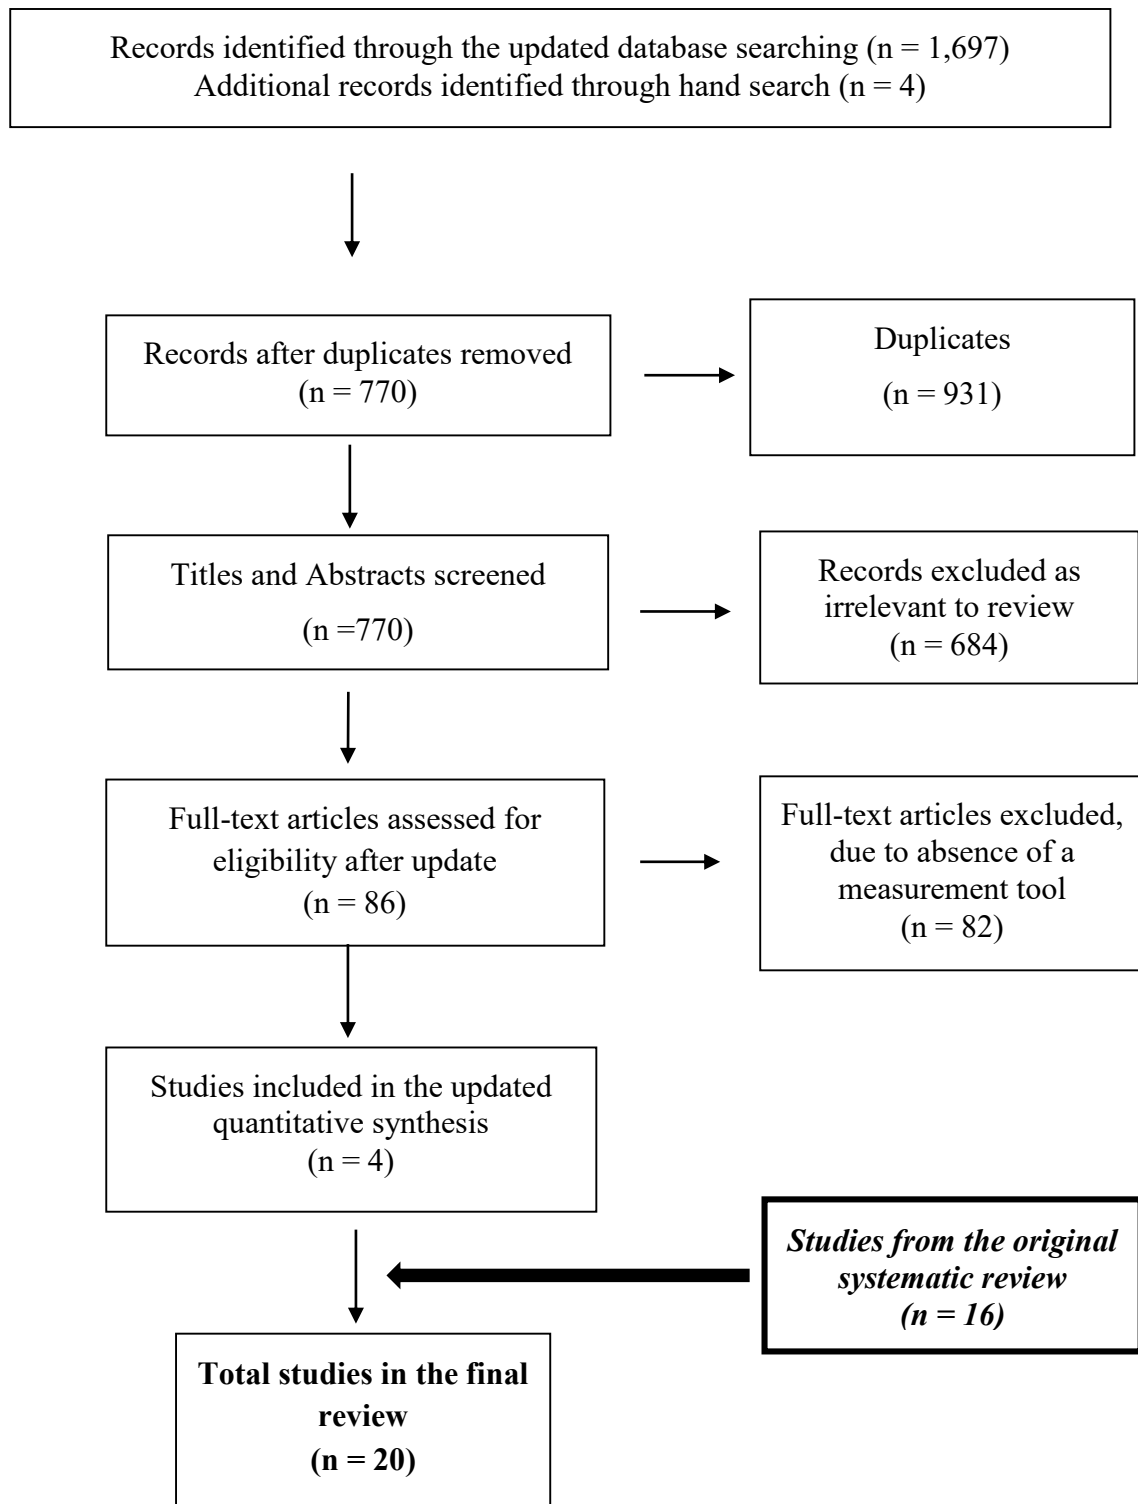 Records identified through the updated database searching (n = 1,697)
Additional records identified through hand search (n = 4)
Records after duplicates removed
(n = 770)
Duplicates
(n = 931)
Titles and Abstracts screened
(n =770)
Records excluded as
irrelevant to review
(n = 684)
Full-text articles assessed for
eligibility after update
(n = 86)
Full-text articles excluded,
due to absence of a
measurement tool
(n = 82)
Studies included in the updated
quantitative synthesis
(n = 4)
Studies from the original
systematic review
(n = 16)
Total studies in the final
review
(n = 20)